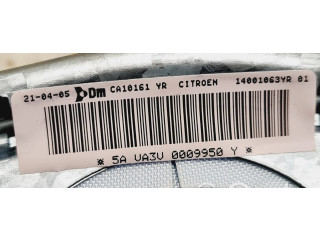 21-04-05 Dm CA10161 YR CITROEN 14001063YR 01
* 5A VA3V 0009950 Y *